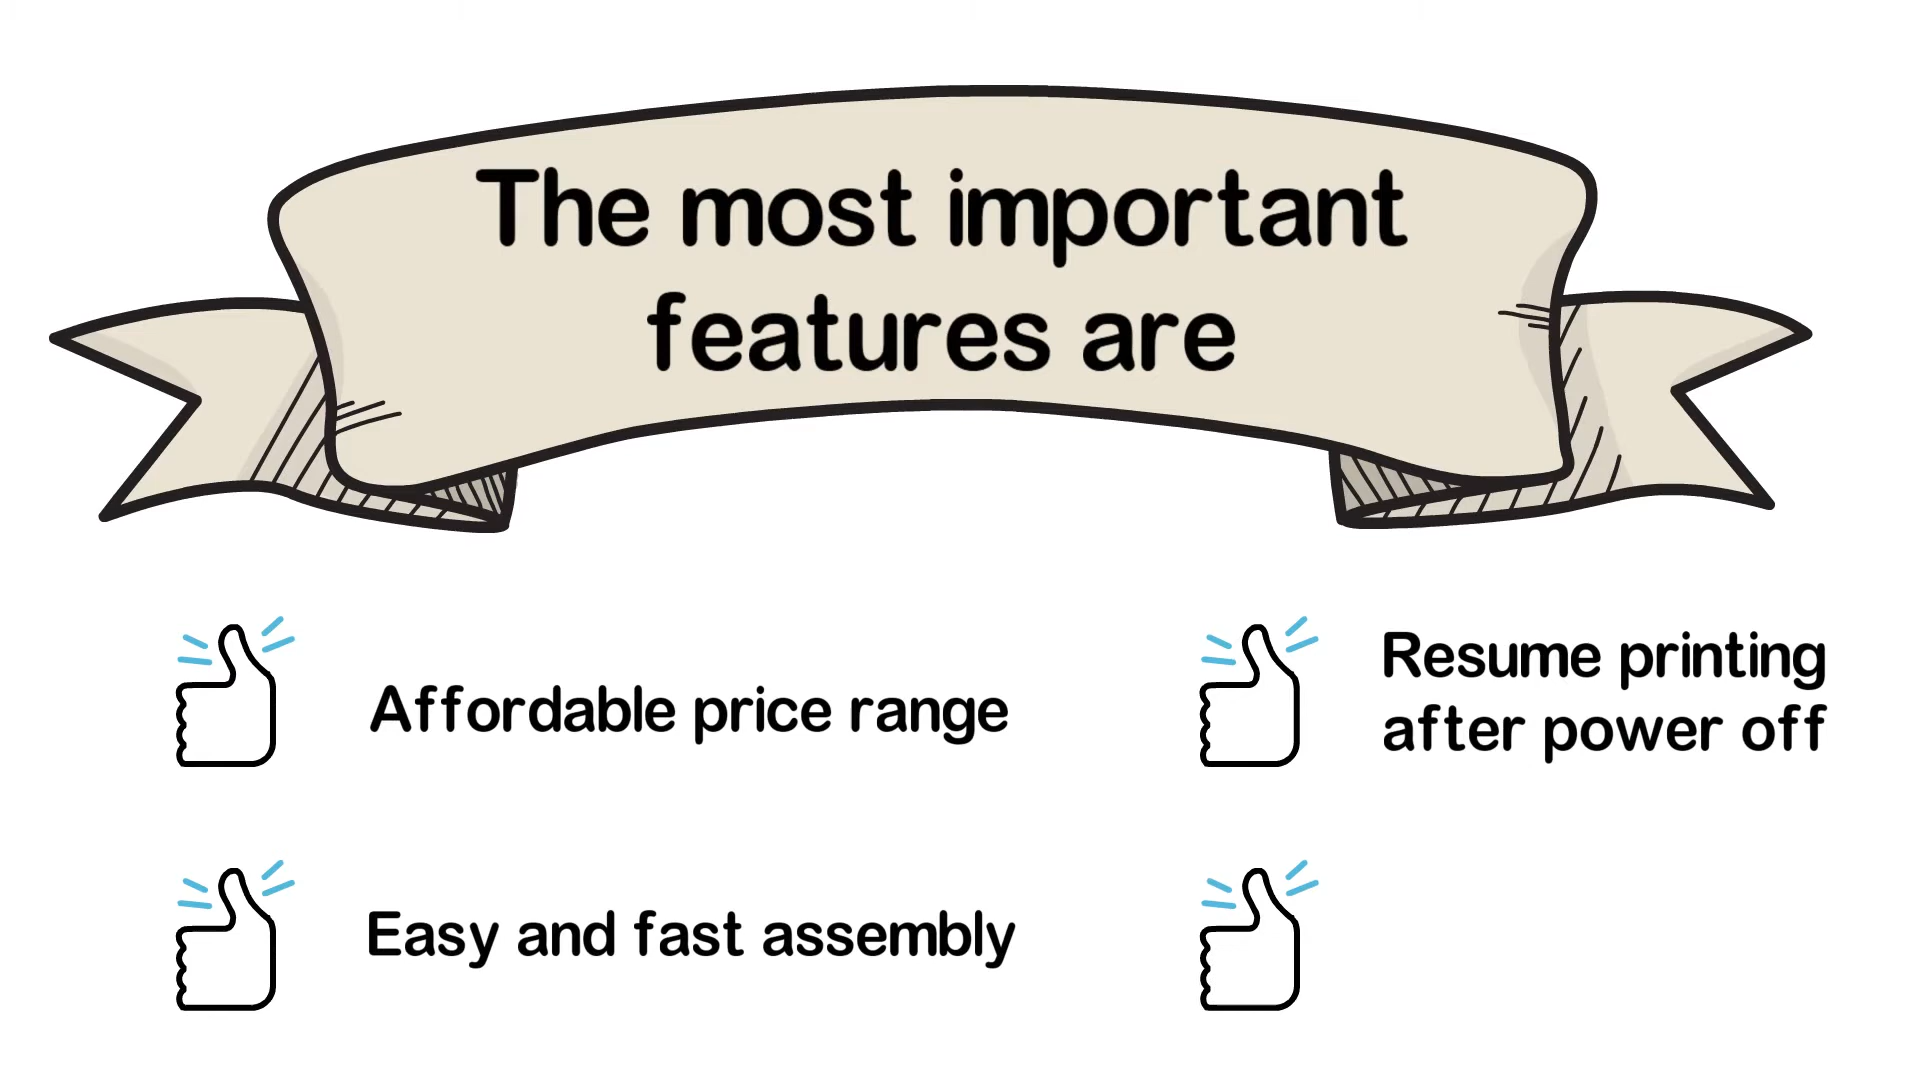 The most important
features are
Affordable price range
Resume printing
after power off
Easy and fast assembly